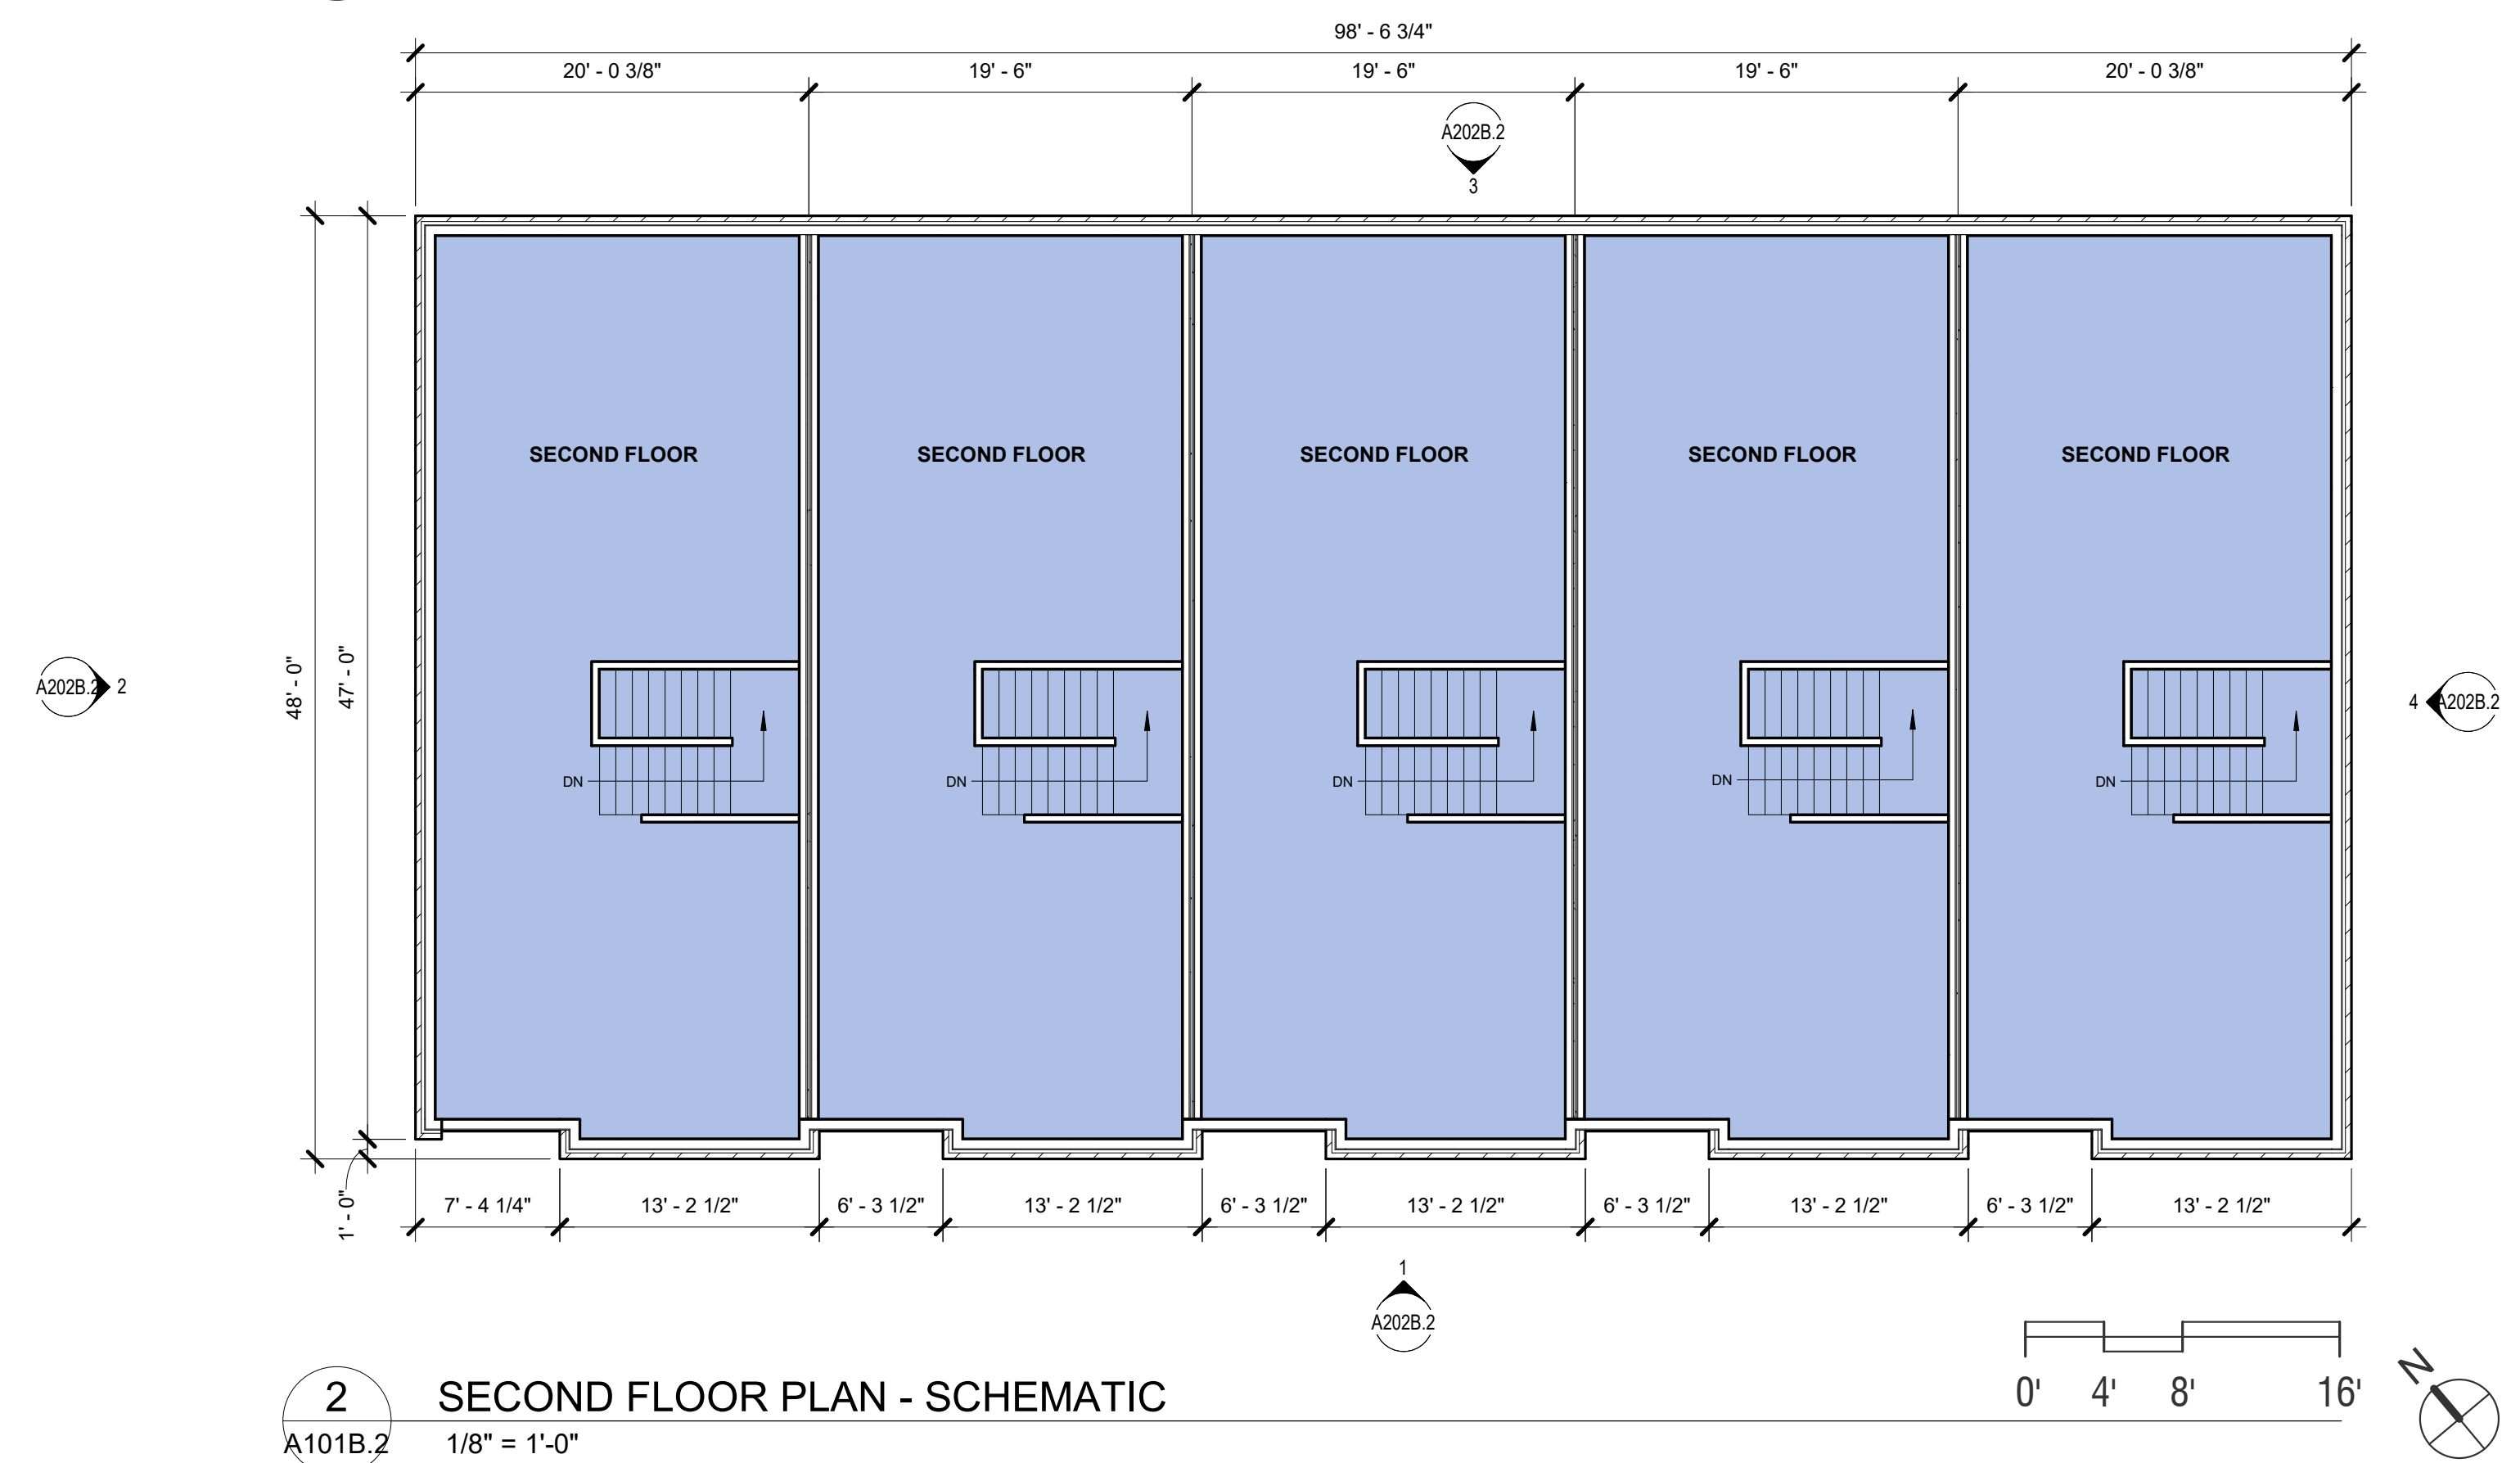 98' - 6 3/4"
20' - 0 3/8"
19' - 6"
19' - 6"
19' - 6"
20' - 0 3/8"
A202B.2
3
SECOND FLOOR
SECOND FLOOR
SECOND FLOOR
SECOND FLOOR
SECOND FLOOR
48' - 0"
47' - 0"
A202B.2
2
4
A202B.2
DN
DN
DN
DN
DN
1' - 0"
7' - 4 1/4"
13' - 2 1/2"
6' - 3 1/2"
13' - 2 1/2"
6' - 3 1/2"
13' - 2 1/2"
6' - 3 1/2"
13' - 2 1/2"
6' - 3 1/2"
13' - 2 1/2"
1
A202B.2
2
SECOND FLOOR PLAN - SCHEMATIC
A101B.2
1/8" = 1'-0"
0'
4'
8'
16'
N